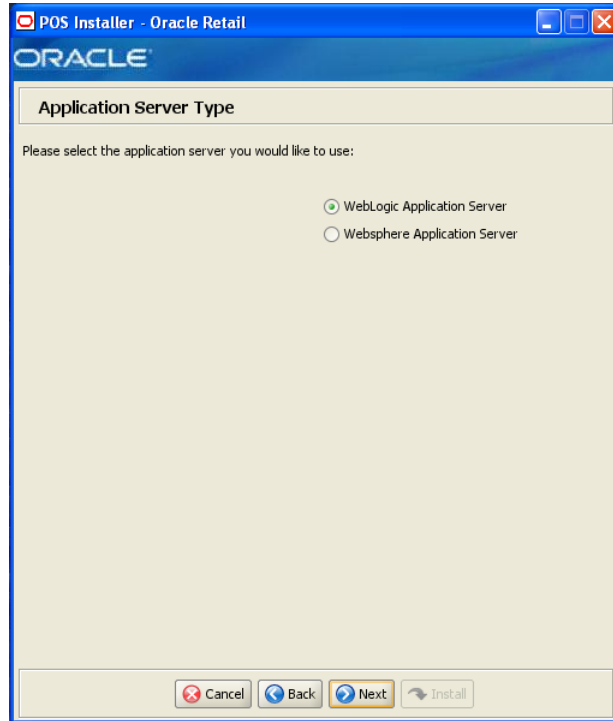 POS Installer - Oracle Retail
ORACLE
Application Server Type
Please select the application server you would like to use:
WebLogic Application Server
Websphere Application Server
Cancel Back Next Install